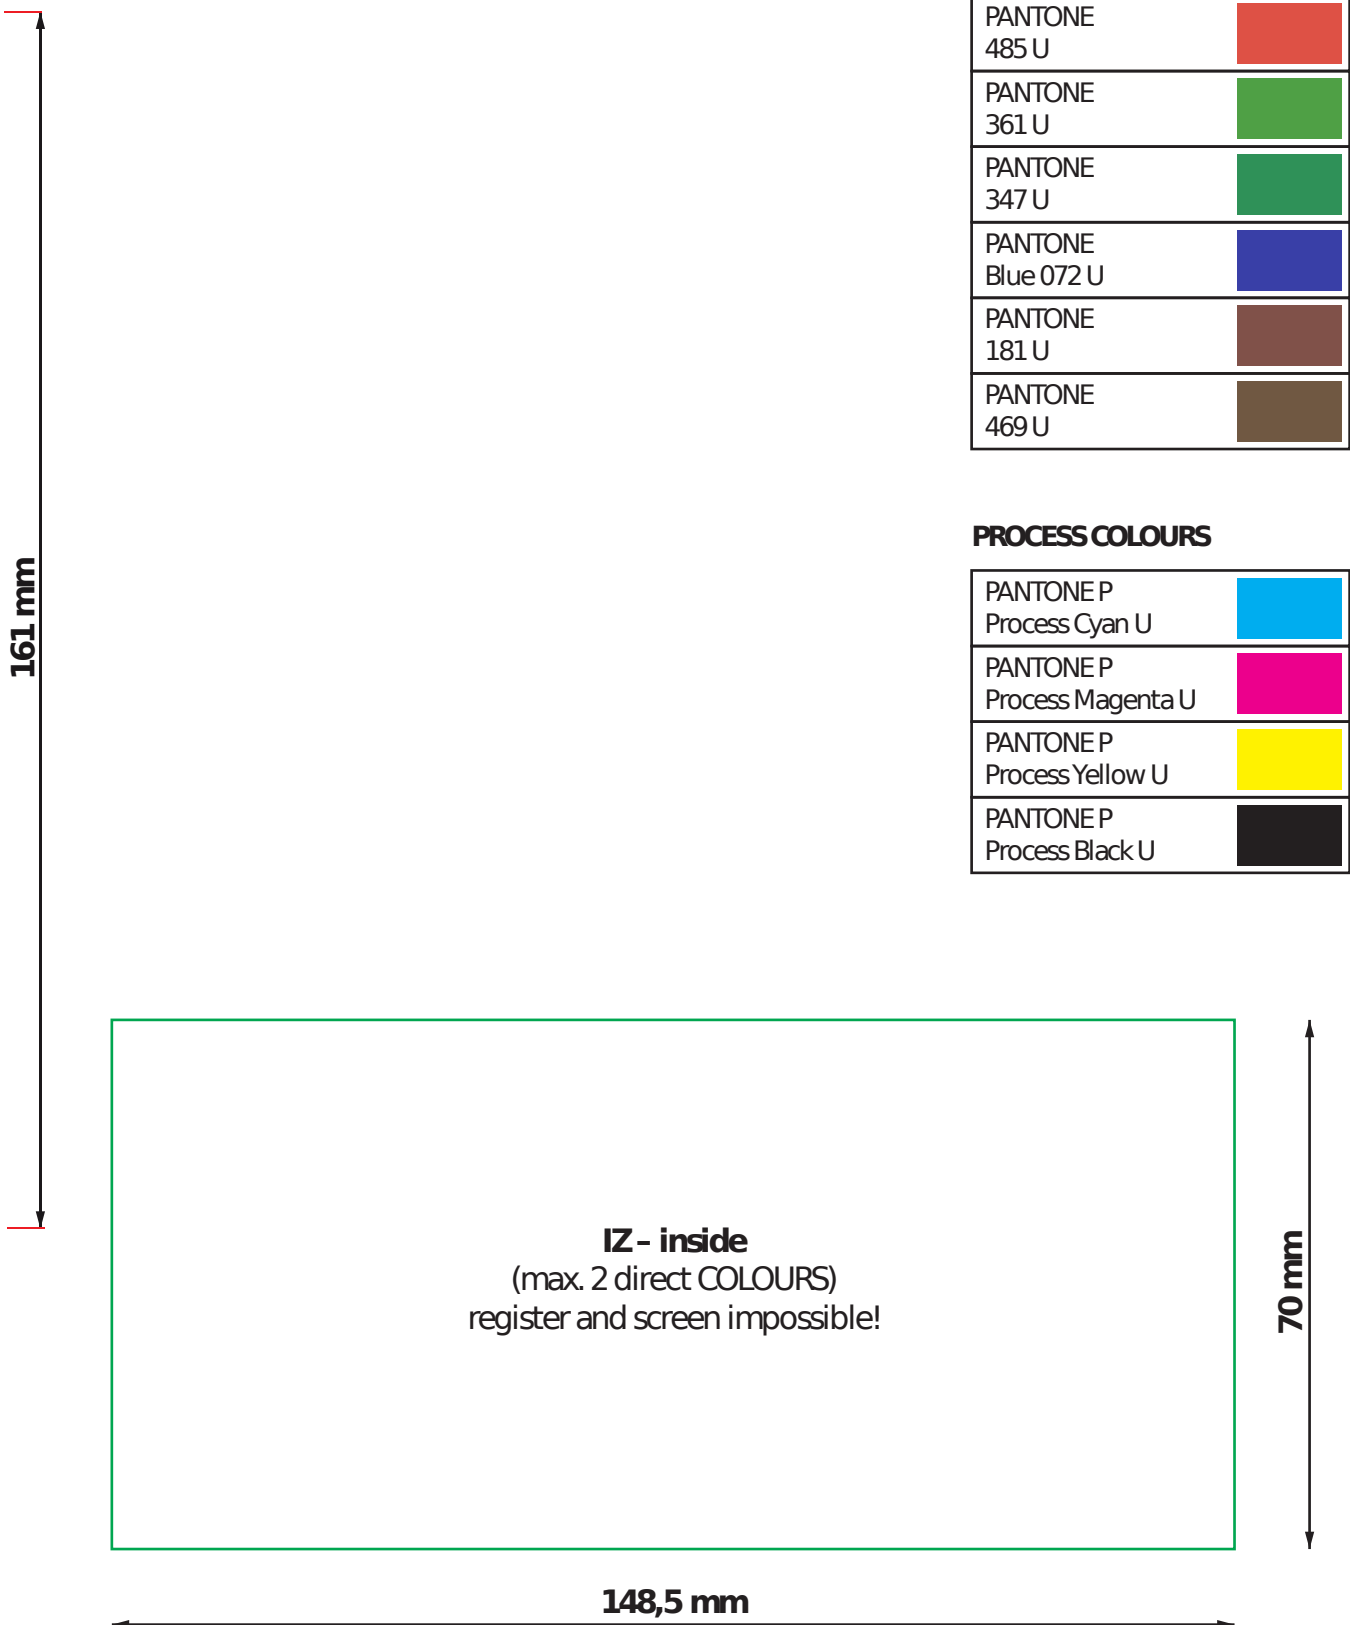 PANTONE
485 U
PANTONE
361 U
PANTONE
347 U
PANTONE
Blue 072 U
PANTONE
181 U
PANTONE
469 U
161 mm
PROCESS COLOURS
PANTONE P
Process Cyan U
PANTONE P
Process Magenta U
PANTONE P
Process Yellow U
PANTONE P
Process Black U
IZ – inside
(max. 2 direct COLOURS)
register and screen impossible!
70 mm
148,5 mm